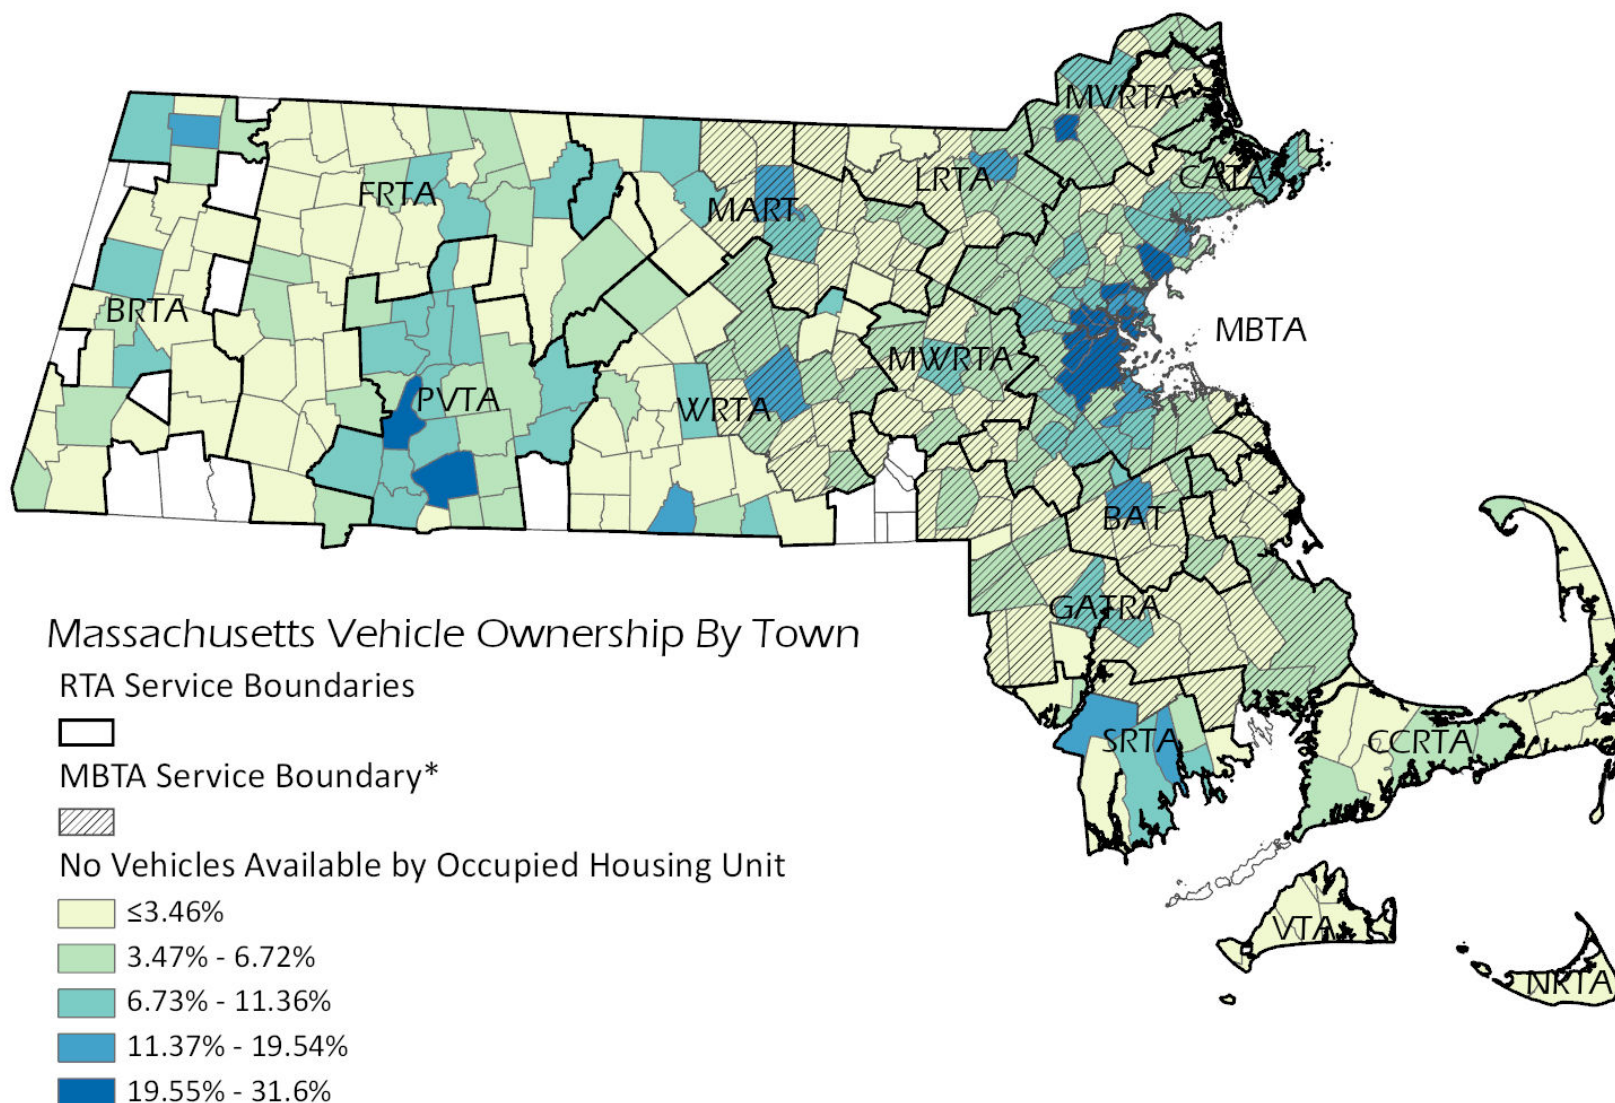 MVRTA
CATA
LRTA
FRTA
MART
BRTA
MBTA
MWRTA
PVTA
WRTA
BAT
GATRA
Massachusetts Vehicle Ownership By Town
RTA Service Boundaries
SRTA
CCRTA
MBTA Service Boundary*
No Vehicles Available by Occupied Housing Unit
≤3.46%
VTA
3.47% - 6.72%
NRTA
6.73% - 11.36%
11.37% - 19.54%
19.55% - 31.6%